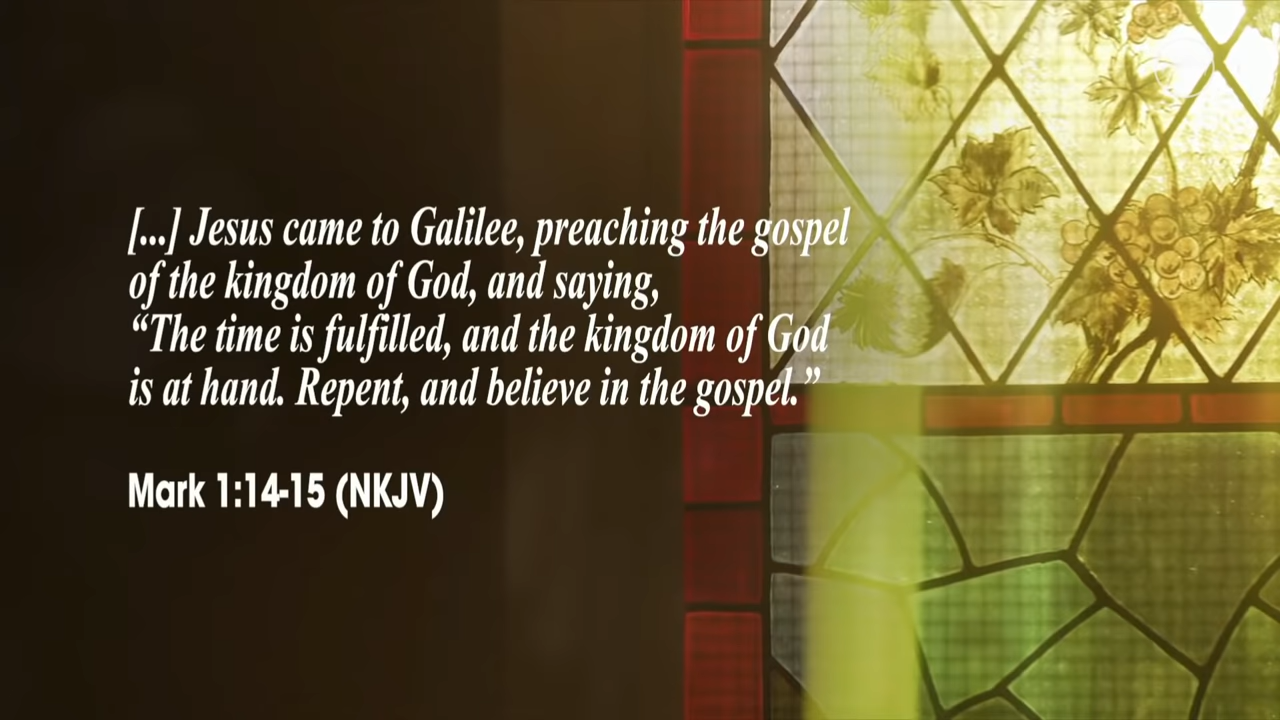 [...] Jesus came to Galilee, preaching the gospel
of the kingdom of God, and saying,
“The time is fulfilled, and the kingdom of God
is at hand. Repent, and believe in the gospel.”
Mark 1:14-15 (NKJV)